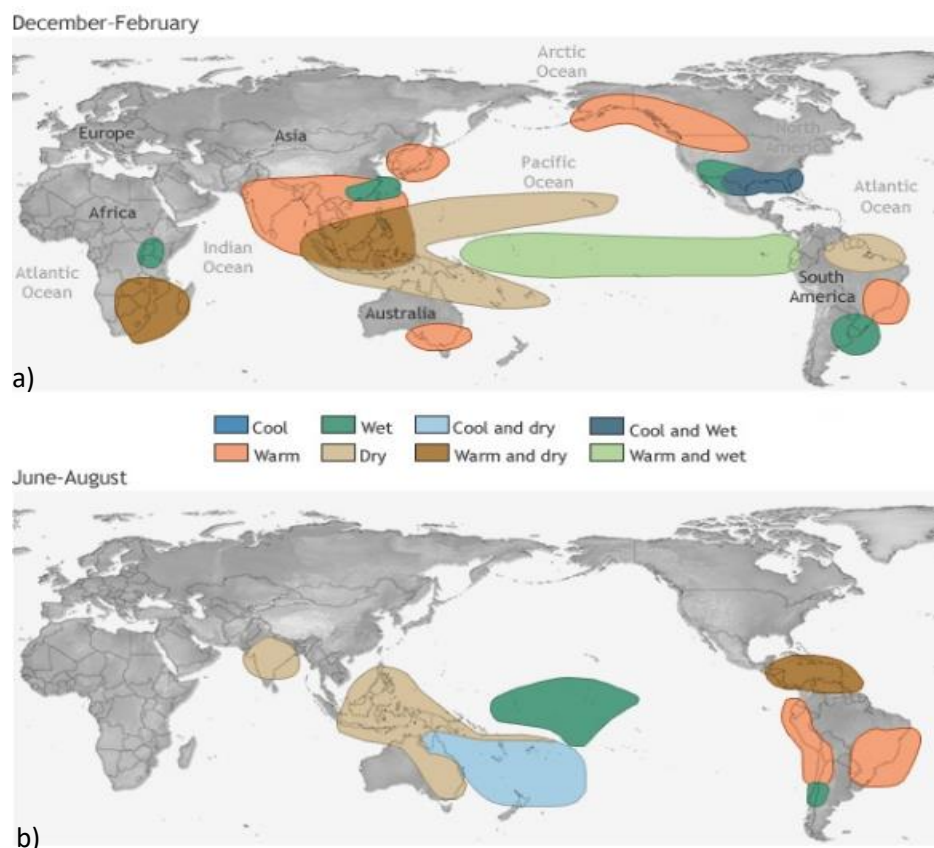 December-February
Arctic
Ocean
Europe
Asia
North
America
Pacific
Ocean
Atlantic
Ocean
Africa
Indian
Ocean
Atlantic
Ocean
South
America
Australia
a)
Cool
Wet
Cool and dry
Cool and Wet
Warm
Dry
Warm and dry
Warm and wet
June-August
b)